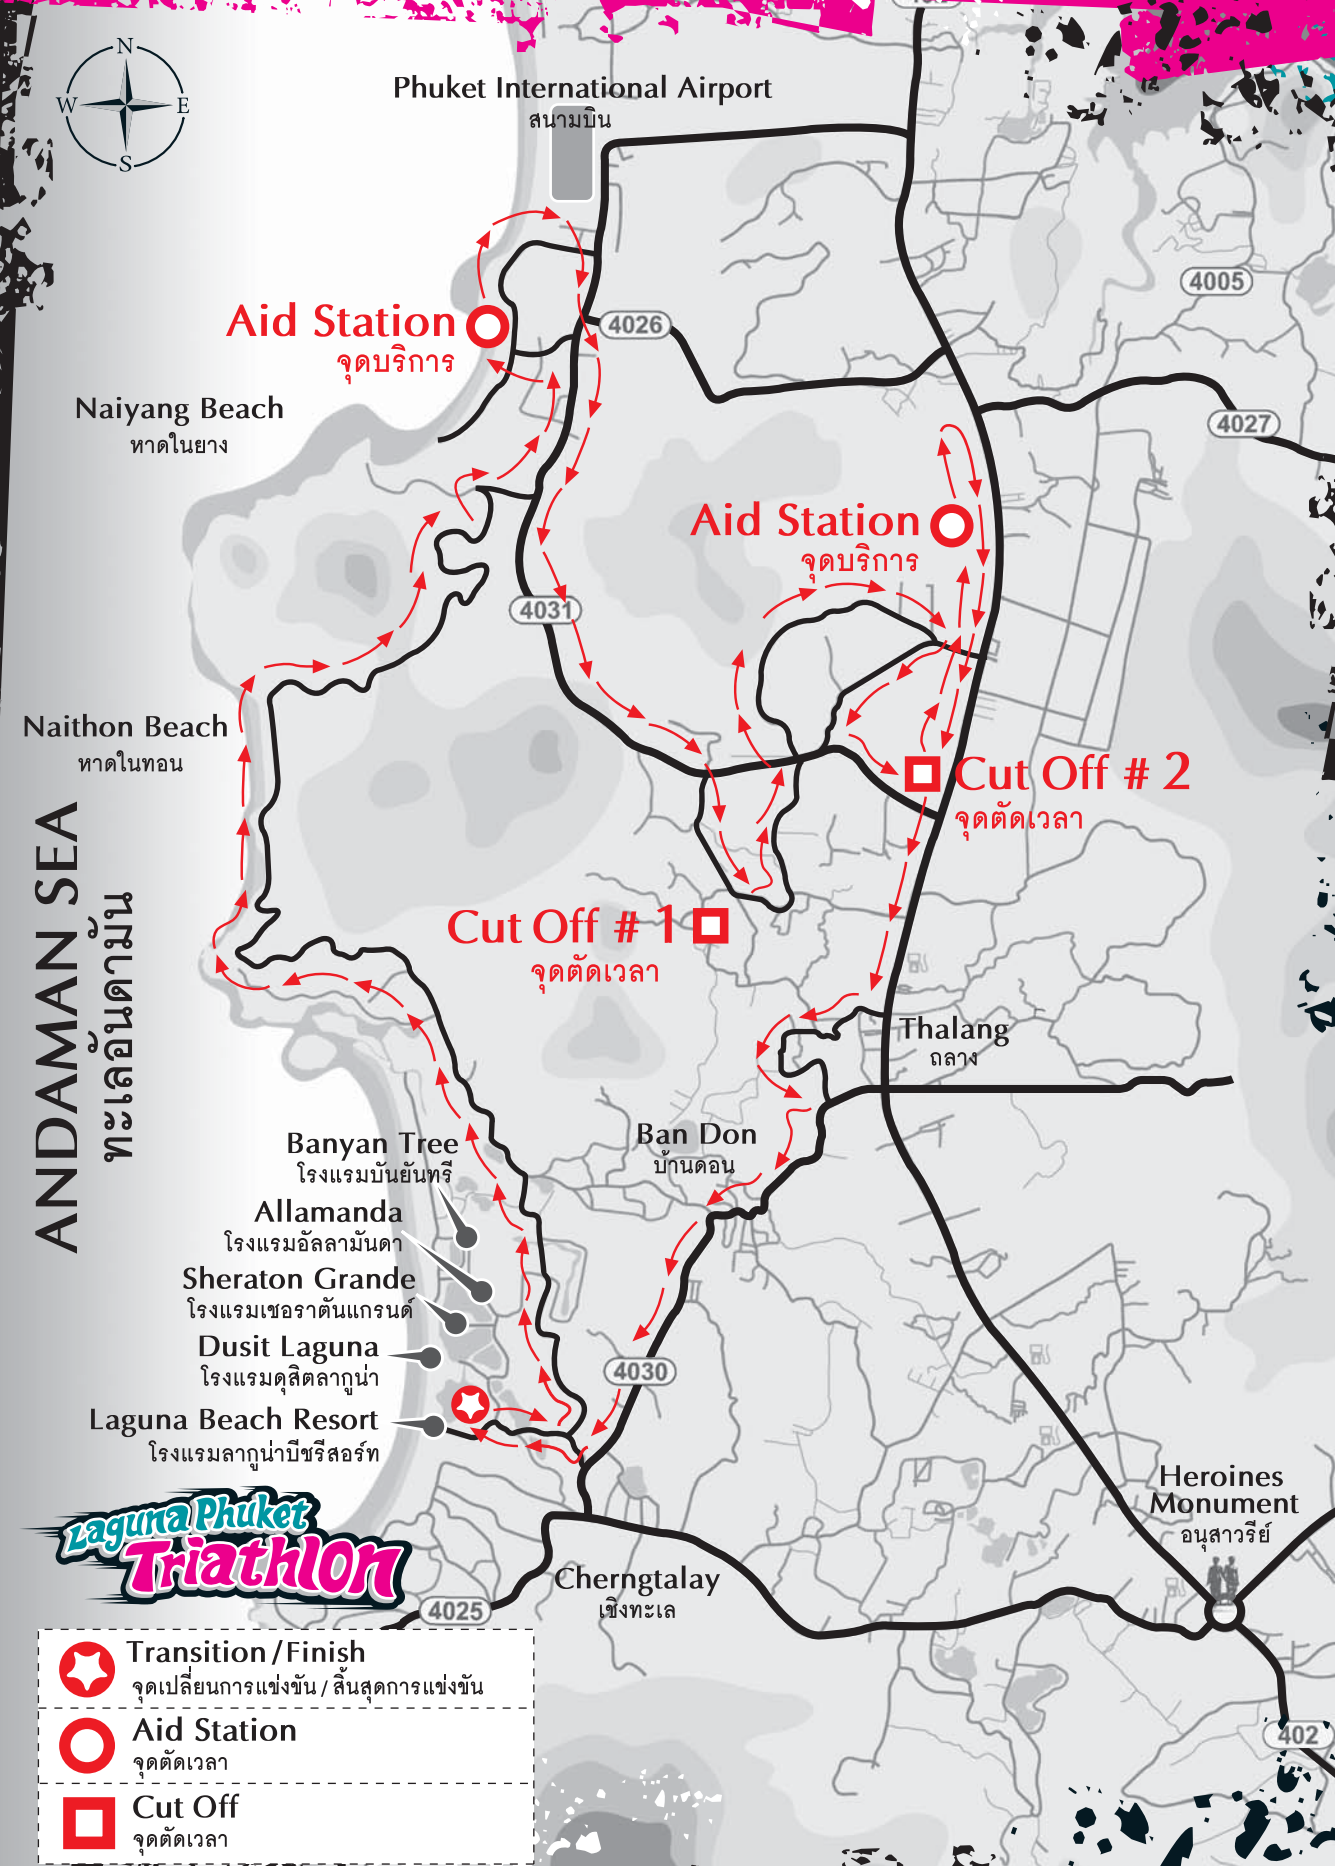 N
W
E
S
Phuket International Airport
สนามบิน
4005
Aid Station
จุดบริการ
4026
Naiyang Beach
หาดในยาง
4027
Aid Station
จุดบริการ
4031
Naithon Beach
หาดในทอน
Cut Off # 2
จุดตัดเวลา
ANDAMAN SEA
ทะเลอันดามัน
Cut Off # 1
จุดตัดเวลา
Thalang
ถลาง
Ban Don
บ้านดอน
Banyan Tree
โรงแรมบันยันทรี
Allamanda
โรงแรมอัลลามันดา
Sheraton Grande
โรงแรมเชอราตันแกรนด์
Dusit Laguna
โรงแรมดุสิตลากูน่า
4030
Laguna Beach Resort
โรงแรมลากูน่าบีชรีสอร์ท
Heroines
Monument
อนุสาวรีย์
Laguna Phuket
Triathlon
Cherngtalay
เชิงทะเล
4025
402
Transition / Finish
จุดเปลี่ยนการแข่งขัน / สิ้นสุดการแข่งขัน
Aid Station
จุดตัดเวลา
Cut Off
จุดตัดเวลา